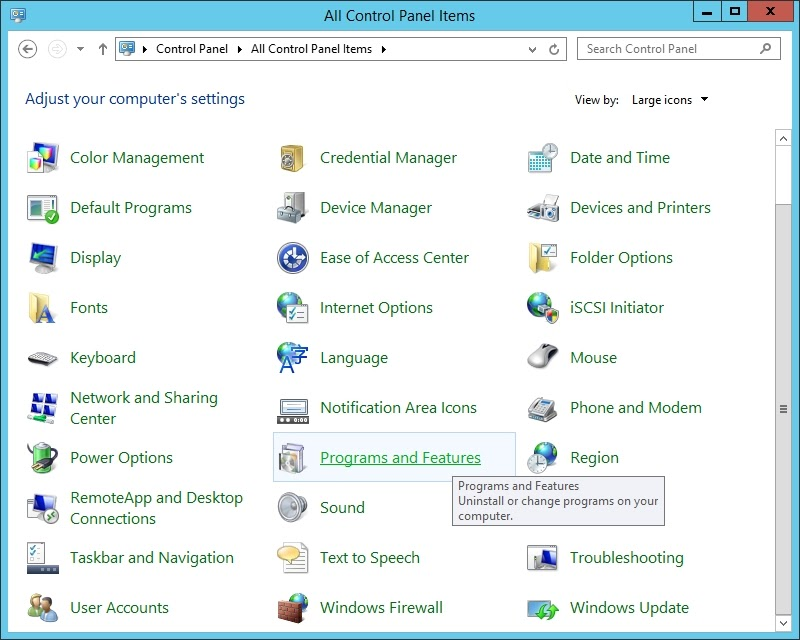 All Control Panel Items
Control Panel All Control Panel Items
Search Control Panel
Adjust your computer's settings
View by: Large icons
Color Management
Credential Manager
Date and Time
Default Programs
Device Manager
Devices and Printers
Display
Ease of Access Center
Folder Options
Fonts
Internet Options
iSCSI Initiator
Keyboard
Language
Mouse
Network and Sharing
Center
Notification Area Icons
Phone and Modem
Power Options
Programs and Features
Region
Programs and Features
Uninstall or change programs on your
computer.
RemoteApp and Desktop
Connections
Sound
Taskbar and Navigation
Text to Speech
Troubleshooting
User Accounts
Windows Firewall
Windows Update